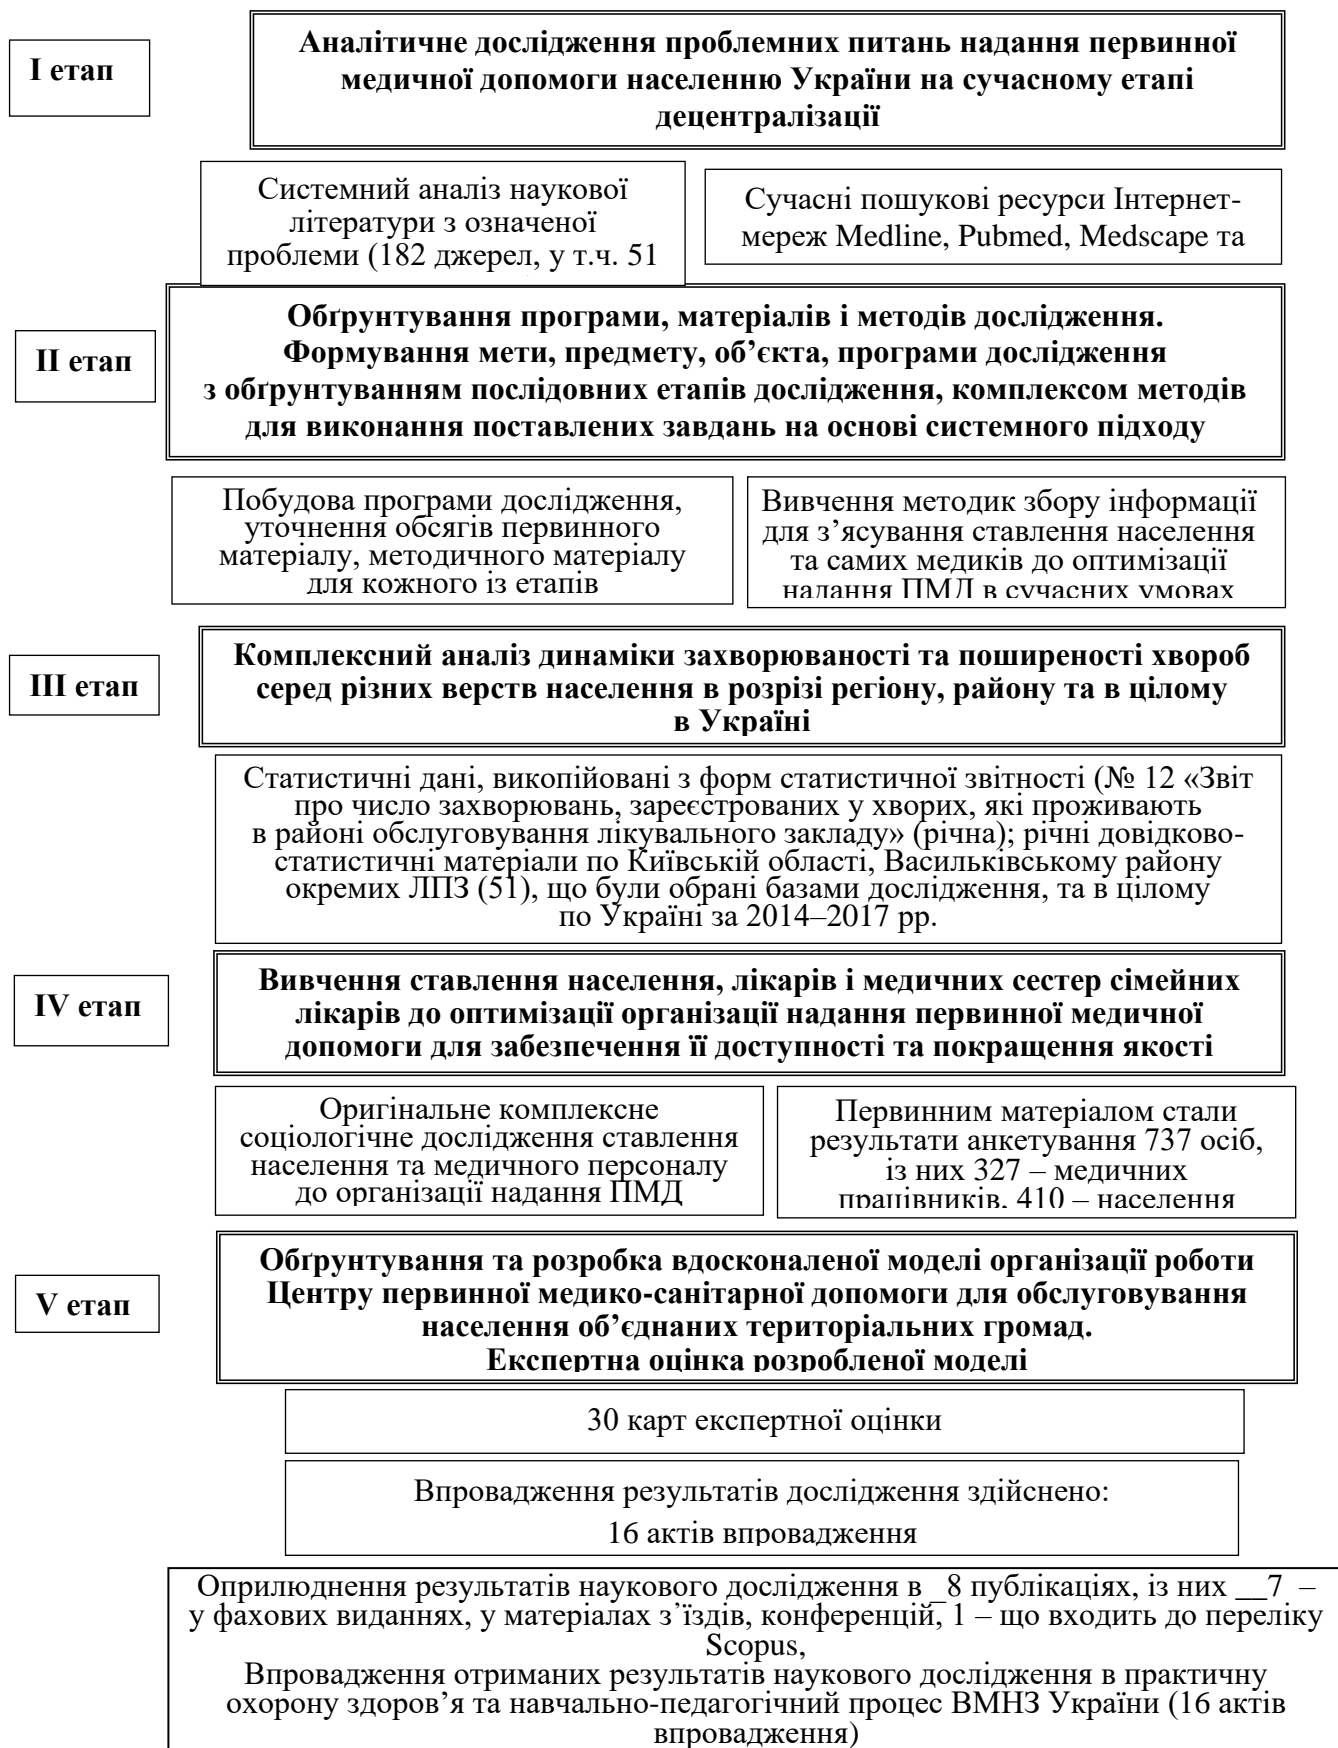 I етап
Аналітичне дослідження проблемних питань надання первинної
медичної допомоги населенню України на сучасному етапі
децентралізації
Системний аналіз наукової
літератури з означеної
проблеми (182 джерел, у т.ч. 51
Сучасні пошукові ресурси Інтернет-
мереж Medline, Pubmed, Medscape та
II етап
Обґрунтування програми, матеріалів і методів дослідження.
Формування мети, предмету, об’єкта, програми дослідження
з обґрунтуванням послідовних етапів дослідження, комплексом методів
для виконання поставлених завдань на основі системного підходу
Побудова програми дослідження,
уточнення обсягів первинного
матеріалу, методичного матеріалу
для кожного із етапів
Вивчення методик збору інформації
для з’ясування ставлення населення
та самих медиків до оптимізації
надання ПМД в сучасних умовах
III етап
Комплексний аналіз динаміки захворюваності та поширеності хвороб
серед різних верств населення в розрізі регіону, району та в цілому
в Україні
Статистичні дані, викопійовані з форм статистичної звітності (№ 12 «Звіт
про число захворювань, зареєстрованих у хворих, які проживають
в районі обслуговування лікувального закладу» (річна); річні довідково-
статистичні матеріали по Київській області, Васильківському району
окремих ЛПЗ (51), що були обрані базами дослідження, та в цілому
по Україні за 2014–2017 рр.
IV етап
Вивчення ставлення населення, лікарів і медичних сестер сімейних
лікарів до оптимізації організації надання первинної медичної
допомоги для забезпечення її доступності та покращення якості
Оригінальне комплексне
соціологічне дослідження ставлення
населення та медичного персоналу
до організації надання ПМД
Первинним матеріалом стали
результати анкетування 737 осіб,
із них 327 – медичних
працівників, 410 – населення
V етап
Обґрунтування та розробка вдосконаленої моделі організації роботи
Центру первинної медико-санітарної допомоги для обслуговування
населення об’єднаних територіальних громад.
Експертна оцінка розробленої моделі
30 карт експертної оцінки
Впровадження результатів дослідження здійснено:
16 актів впровадження
Оприлюднення результатів наукового дослідження в_8 публікаціях, із них __7 –
у фахових виданнях, у матеріалах з’їздів, конференцій, 1 – що входить до переліку
Scopus,
Впровадження отриманих результатів наукового дослідження в практичну
охорону здоров’я та навчально-педагогічний процес ВМНЗ України (16 актів
впровадження)